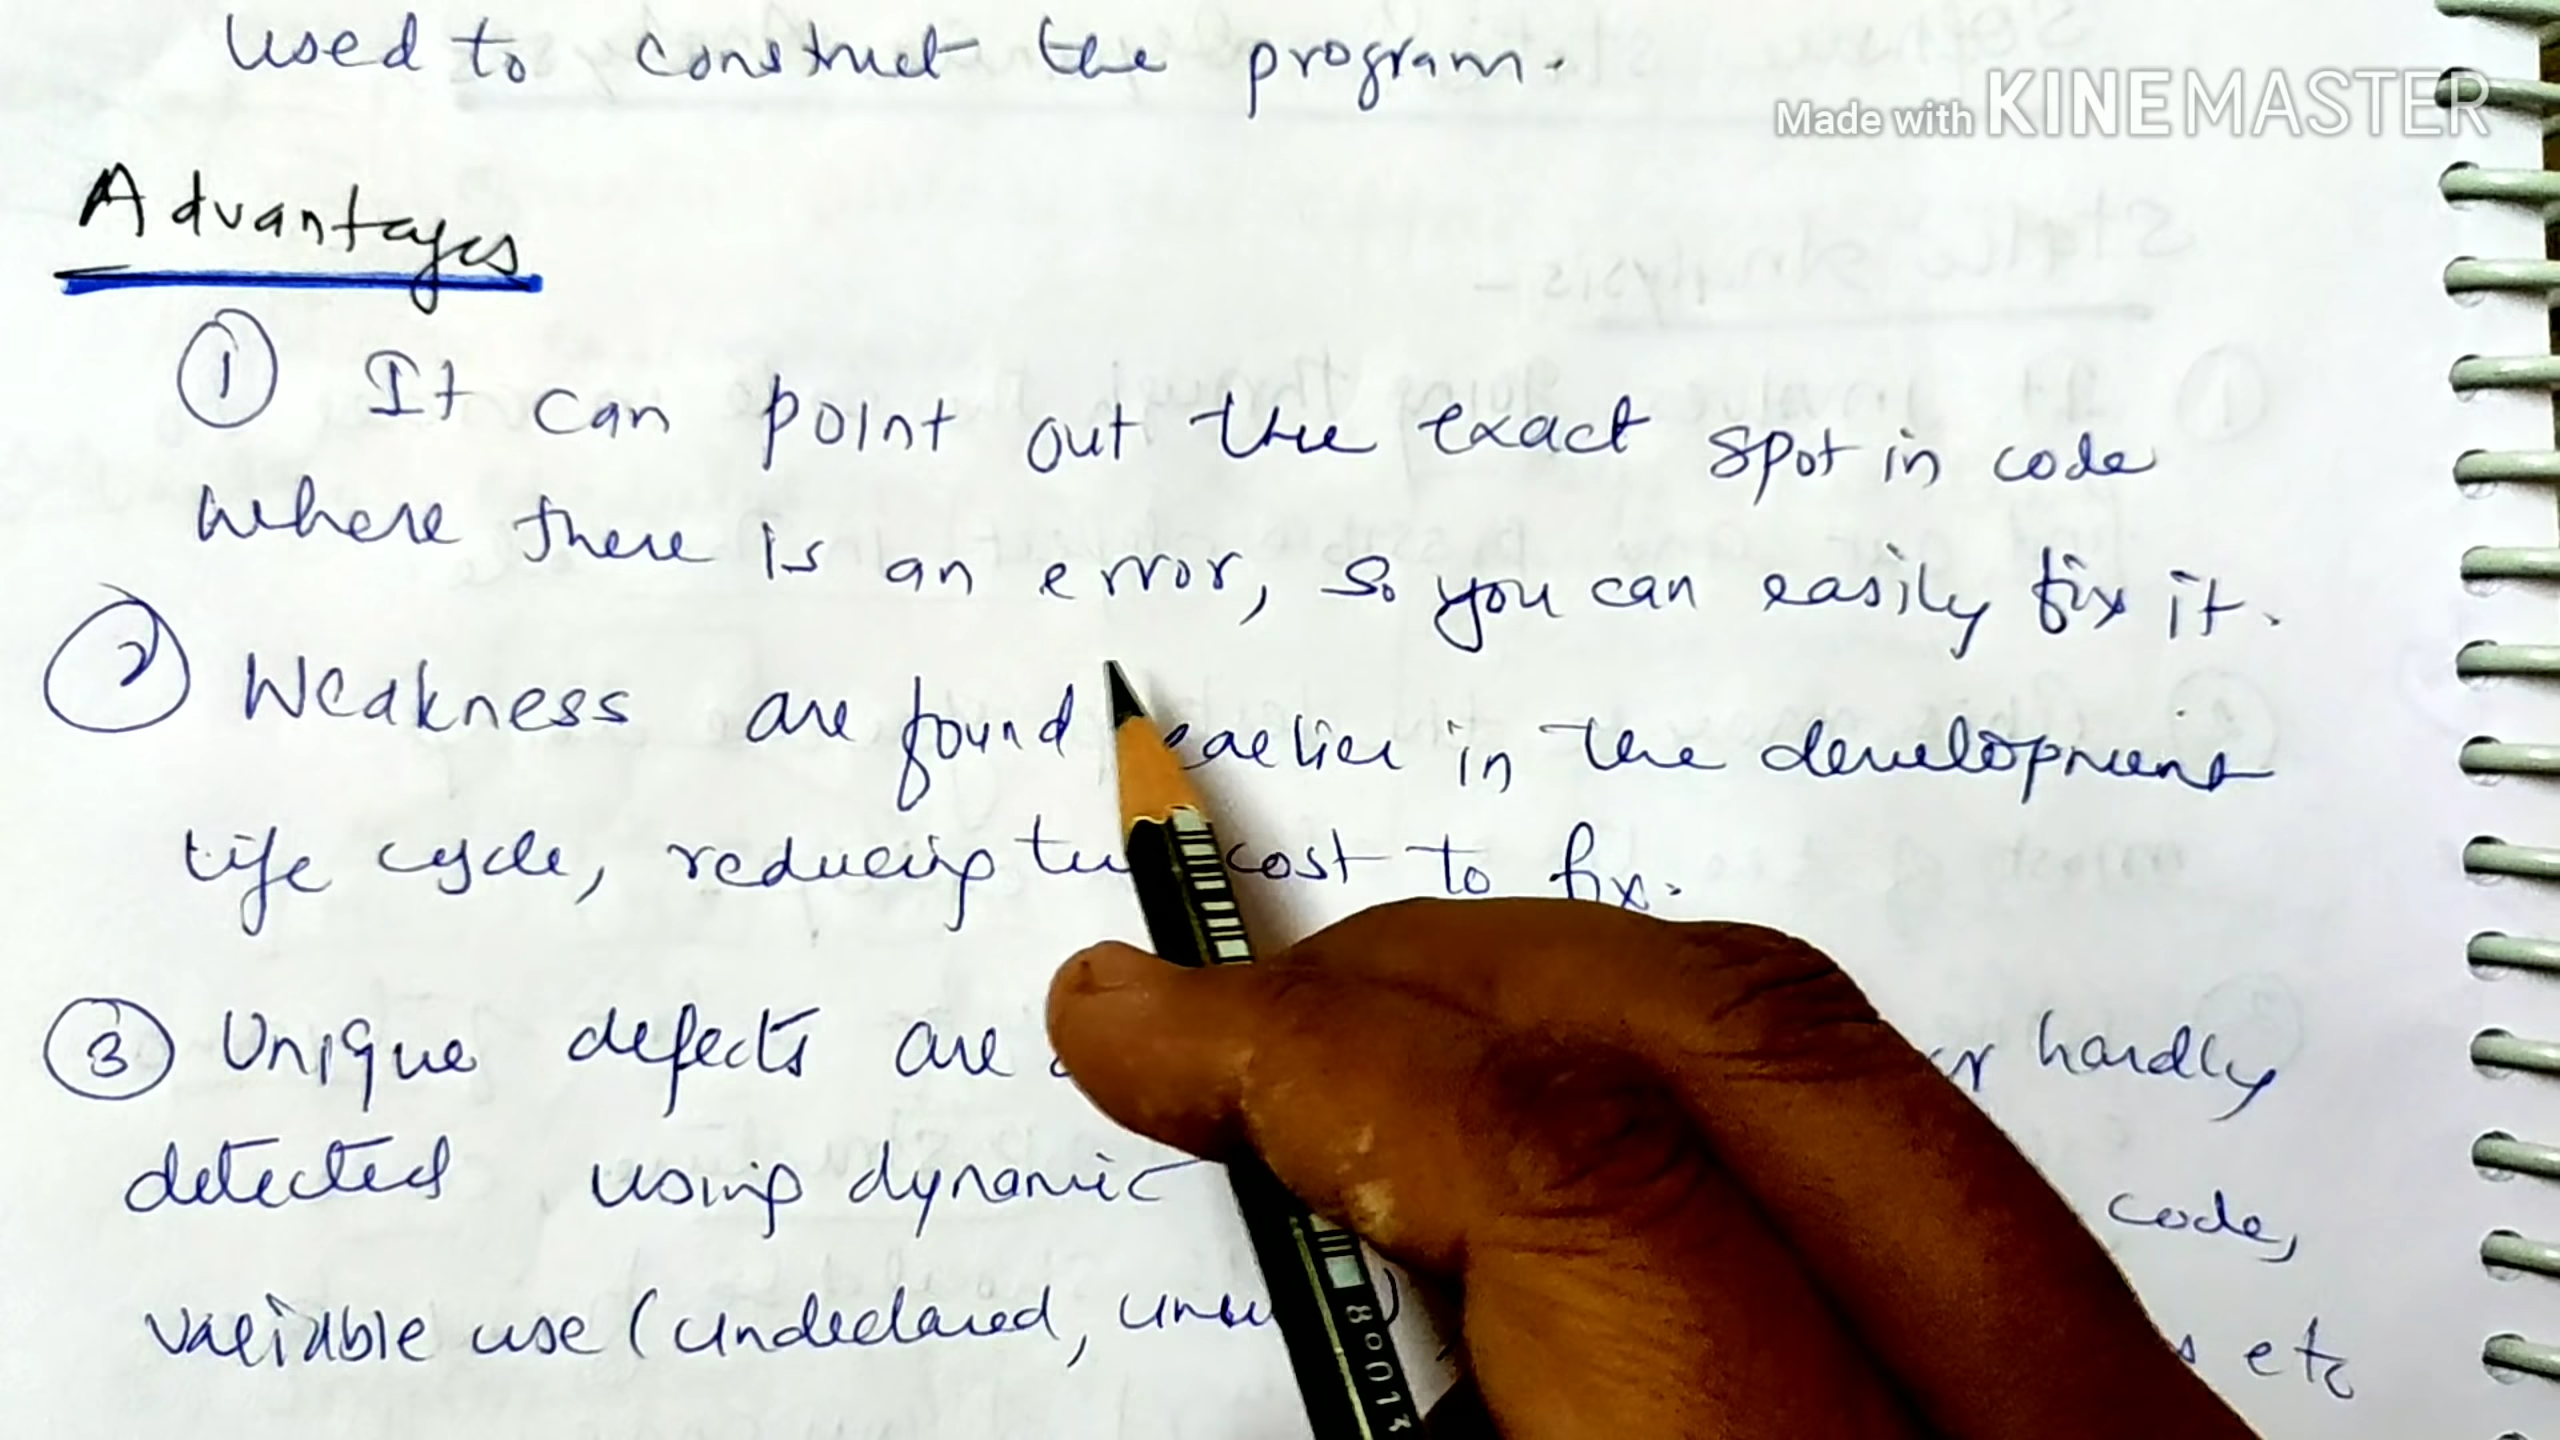 used to construct the program.
Made with KINEMASTER
Advantages
① It can point out the exact spot in code
where there is an error, so you can easily fix it.
② Weakness are found earlier in the development
life cycle, reducing cost to fix.
③ Unique defects are hardly
detected using dynamic code,
variable use (undeclared, etc
80013